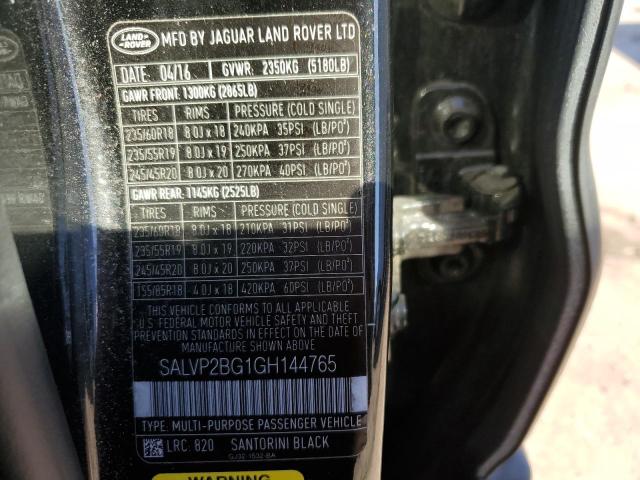 LAND ROVER
MFD BY JAGUAR LAND ROVER LTD
DATE: 04/16 GVWR: 2350KG (5180LB)
GAWR FRONT: 1300KG (2865LB)
TIRES RIMS PRESSURE (COLD SINGLE)
235/60R18 8.0J x 18 240KPA 35PSI (LB/PO²)
235/55R19 8.0J x 19 250KPA 37PSI (LB/PO²)
245/45R20 8.0J x 20 270KPA 40PSI (LB/PO²)
GAWR REAR: 1145KG (2525LB)
TIRES RIMS PRESSURE (COLD SINGLE)
235/60R18 8.0J x 18 210KPA 31PSI (LB/PO²)
235/55R19 8.0J x 19 220KPA 32PSI (LB/PO²)
245/45R20 8.0J x 20 250KPA 37PSI (LB/PO²)
155/85R18 4.0J x 18 420KPA 60PSI (LB/PO²)
THIS VEHICLE CONFORMS TO ALL APPLICABLE
U.S. FEDERAL MOTOR VEHICLE SAFETY AND THEFT
PREVENTION STANDARDS IN EFFECT ON THE DATE OF
MANUFACTURE SHOWN ABOVE.
SALVP2BG1GH144765
TYPE: MULTI-PURPOSE PASSENGER VEHICLE
LRC: 820 SANTORINI BLACK
GJ32-1532-BA
WARNING